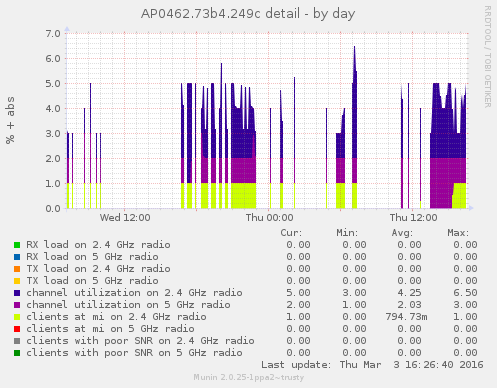 AP0462.73b4.249c detail - by day
RRDTOOL / TOBI OETIKER
% + abs
7.0
6.0
5.0
4.0
3.0
2.0
1.0
0.0
Wed 12:00 Thu 00:00 Thu 12:00
Cur: Min: Avg: Max:
RX load on 2.4 GHz radio 0.00 0.00 0.00 0.00
RX load on 5 GHz radio 0.00 0.00 0.00 0.00
TX load on 2.4 GHz radio 0.00 0.00 0.00 0.00
TX load on 5 GHz radio 0.00 0.00 0.00 0.00
channel utilization on 2.4 GHz radio 5.00 3.00 4.25 6.50
channel utilization on 5 GHz radio 2.00 1.00 2.03 3.00
clients at mi on 2.4 GHz radio 1.00 0.00 794.73m 1.00
clients at mi on 5 GHz radio 0.00 0.00 0.00 0.00
clients with poor SNR on 2.4 GHz radio 0.00 0.00 0.00 0.00
clients with poor SNR on 5 GHz radio 0.00 0.00 0.00 0.00
Last update: Thu Mar 3 16:26:40 2016
Munin 2.0.25-1ppa2~trusty